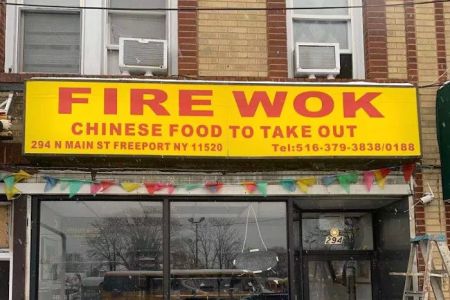 FIRE WOK
CHINESE FOOD TO TAKE OUT
294 N MAIN ST FREEPORT NY 11520 Tel:516-379-3838/0188
294